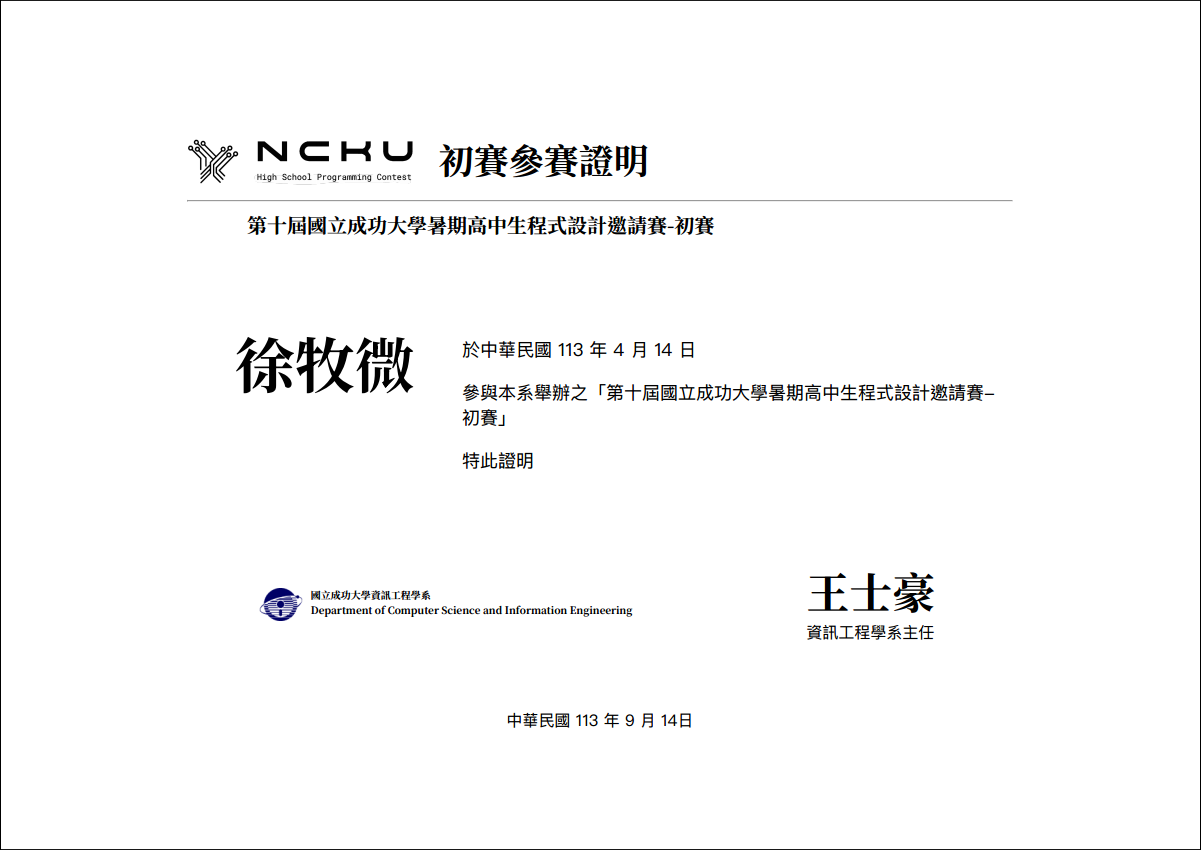 NCKU
High School Programming Contest
初賽參賽證明
第十屆國立成功大學暑期高中生程式設計邀請賽-初賽
徐牧微
於中華民國 113 年 4 月 14 日
參與本系舉辦之「第十屆國立成功大學暑期高中生程式設計邀請賽–
初賽」
特此證明
國立成功大學資訊工程學系
Department of Computer Science and Information Engineering
王士豪
資訊工程學系主任
中華民國 113 年 9 月 14日